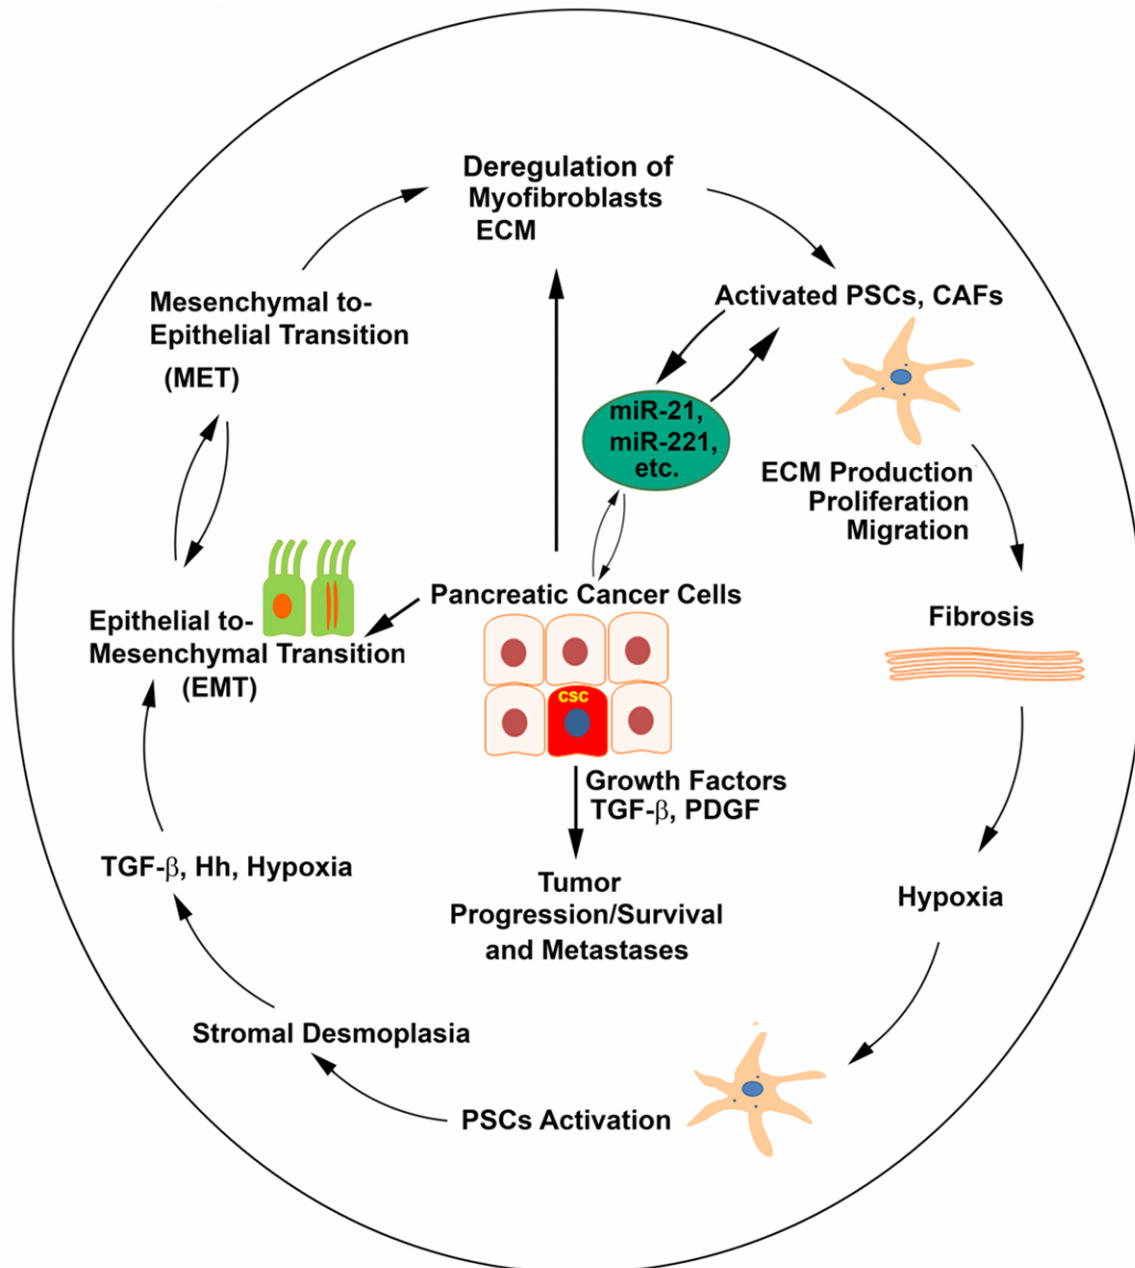 Deregulation of
Myofibroblasts
ECM
Mesenchymal to-
Epithelial Transition
(MET)
Activated PSCs, CAFs
miR-21,
miR-221,
etc.
ECM Production
Proliferation
Migration
Pancreatic Cancer Cells
Epithelial to-
Mesenchymal Transition
(EMT)
Fibrosis
CSC
Growth Factors
TGF-β, PDGF
TGF-β, Hh, Hypoxia
Tumor
Progression/Survival
and Metastases
Hypoxia
Stromal Desmoplasia
PSCs Activation